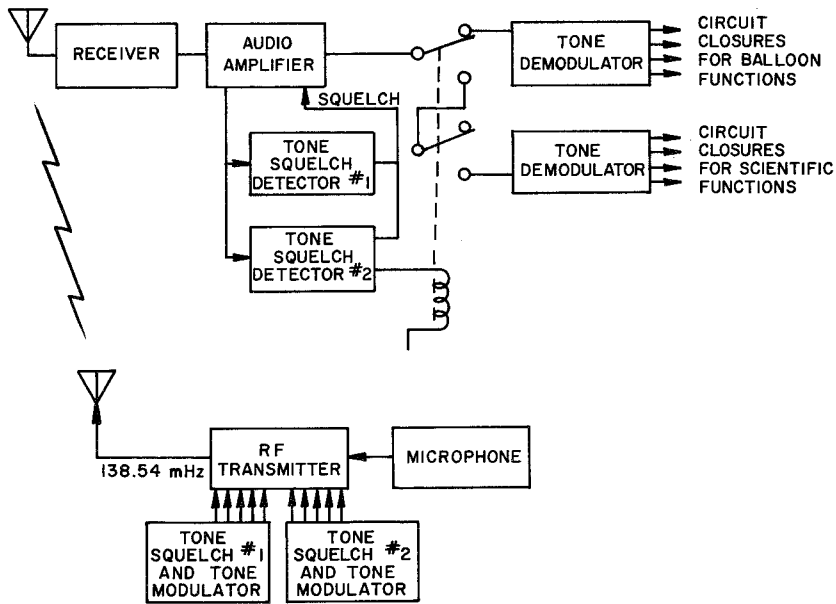 RECEIVER
AUDIO
AMPLIFIER
SQUELCH
TONE
SQUELCH
DETECTOR #1
TONE
SQUELCH
DETECTOR #2
TONE
DEMODULATOR
CIRCUIT
CLOSURES
FOR BALLOON
FUNCTIONS
TONE
DEMODULATOR
CIRCUIT
CLOSURES
FOR SCIENTIFIC
FUNCTIONS
138.54 mHz
RF
TRANSMITTER
MICROPHONE
TONE
SQUELCH #1
AND TONE
MODULATOR
TONE
SQUELCH #2
AND TONE
MODULATOR